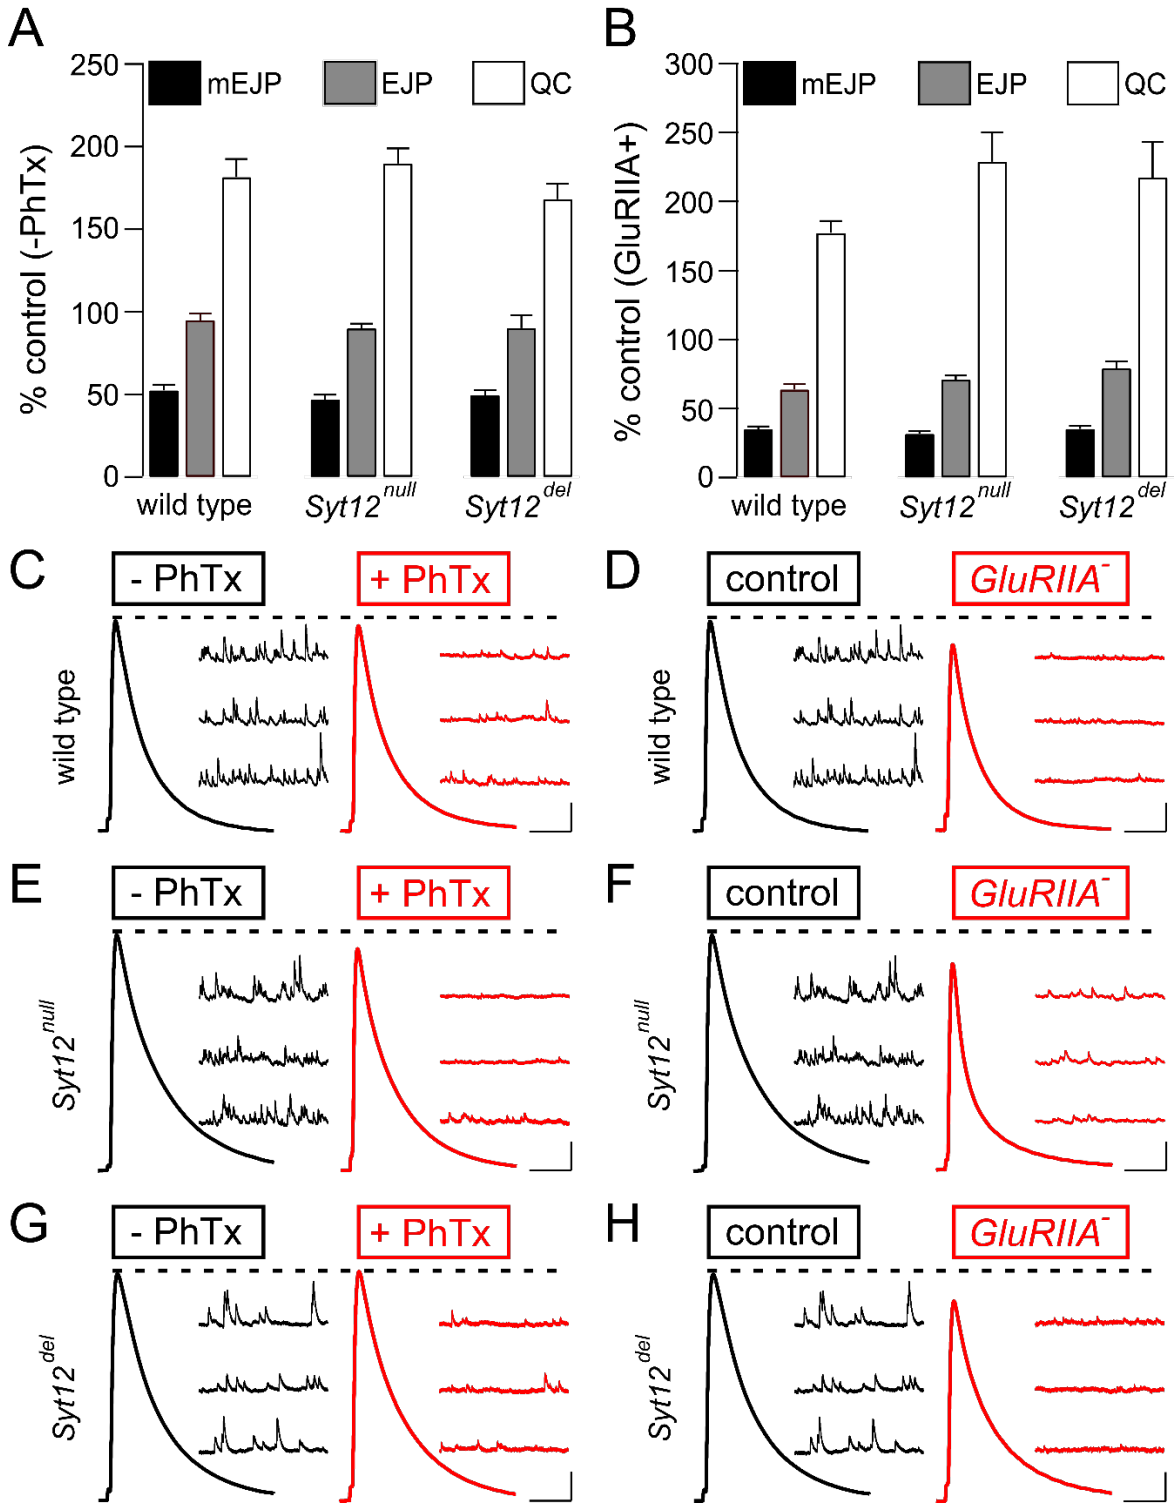 A
250
200
150
100
50
0
% control (-PhTx)
mEJP
EJP
QC
wild type
Syt12null
Syt12del
B
300
250
200
150
100
50
0
% control (GluRIIA+)
mEJP
EJP
QC
wild type
Syt12null
Syt12del
C
- PhTx
+ PhTx
wild type
D
control
GluRIIA-
wild type
E
- PhTx
+ PhTx
Syt12null
F
control
GluRIIA-
Syt12null
G
- PhTx
+ PhTx
Syt12del
H
control
GluRIIA-
Syt12del